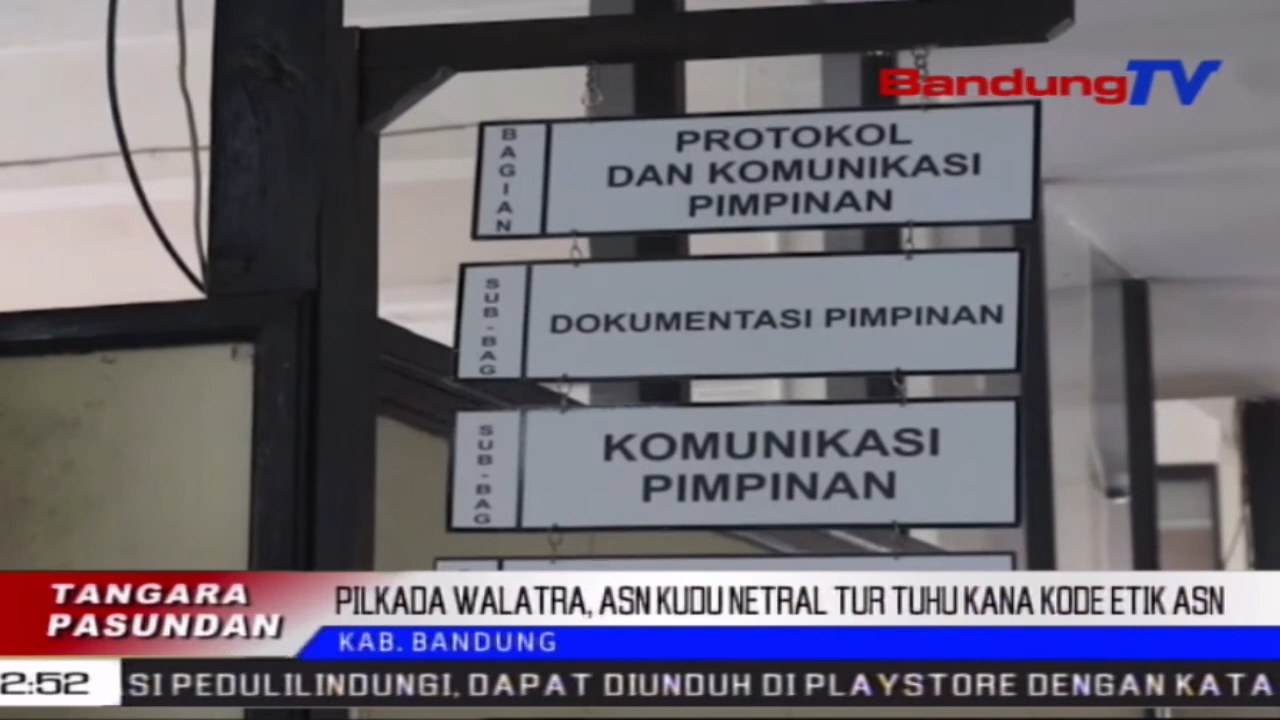 BandungTV
BAGIAN
PROTOKOL
DAN KOMUNIKASI
PIMPINAN
SUB-BAG
DOKUMENTASI PIMPINAN
SUB-BAG
KOMUNIKASI
PIMPINAN
TANGARA
PASUNDAN
PILKADA WALATRA, ASN KUDU NETRAL TUR TUHU KANA KODE ETIK ASN
KAB. BANDUNG
2:52
SI PEDULILINDUNGI, DAPAT DIUNDUH DI PLAYSTORE DENGAN KATA